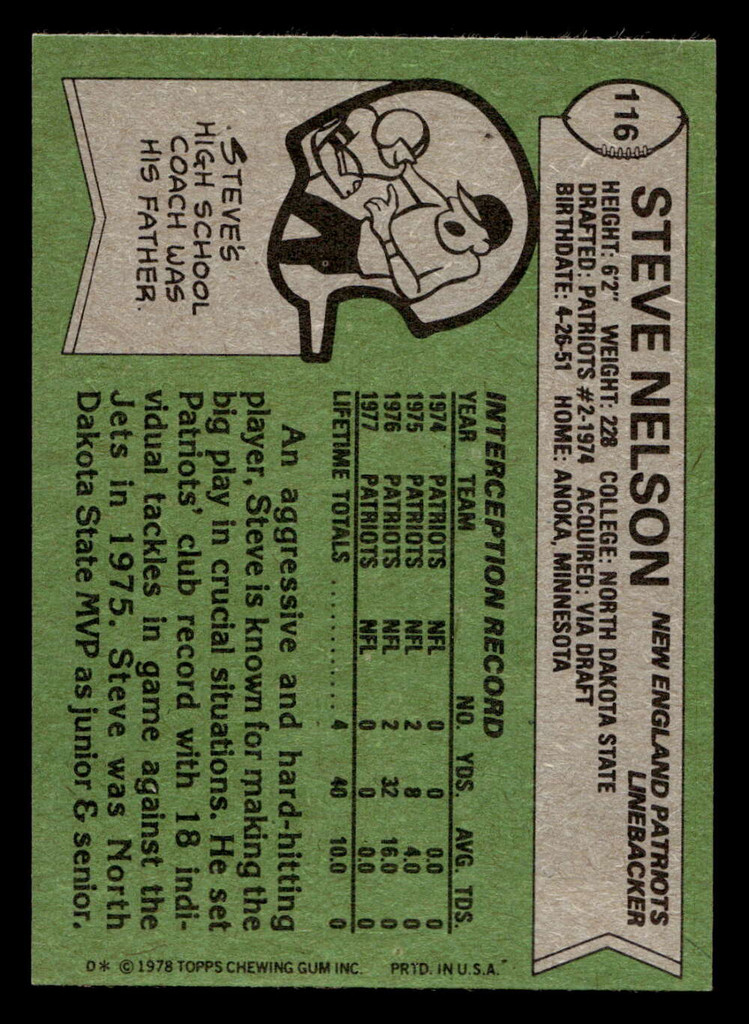 116
STEVE NELSON
NEW ENGLAND PATRIOTS
LINEBACKER
HEIGHT: 6'2" WEIGHT: 228 COLLEGE: NORTH DAKOTA STATE
DRAFTED: PATRIOTS #2-1974 ACQUIRED: VIA DRAFT
BIRTHDATE: 4-26-51 HOME: ANOKA, MINNESOTA
STEVE'S
HIGH SCHOOL
COACH WAS
HIS FATHER.
INTERCEPTION RECORD
YEAR TEAM NO. YDS. AVG. TDS.
1974 PATRIOTS NFL 0 0 0.0 0
1975 PATRIOTS NFL 2 8 4.0 0
1976 PATRIOTS NFL 2 32 16.0 0
1977 PATRIOTS NFL 0 0 0.0 0
LIFETIME TOTALS ............ 4 40 10.0 0
An aggressive and hard-hitting
player, Steve is known for making the
big play in crucial situations. He set
Patriots' club record with 18 indi-
vidual tackles in game against the
Jets in 1975. Steve was North
Dakota State MVP as junior & senior.
D* © 1978 TOPPS CHEWING GUM INC. PRTD. IN U.S.A.